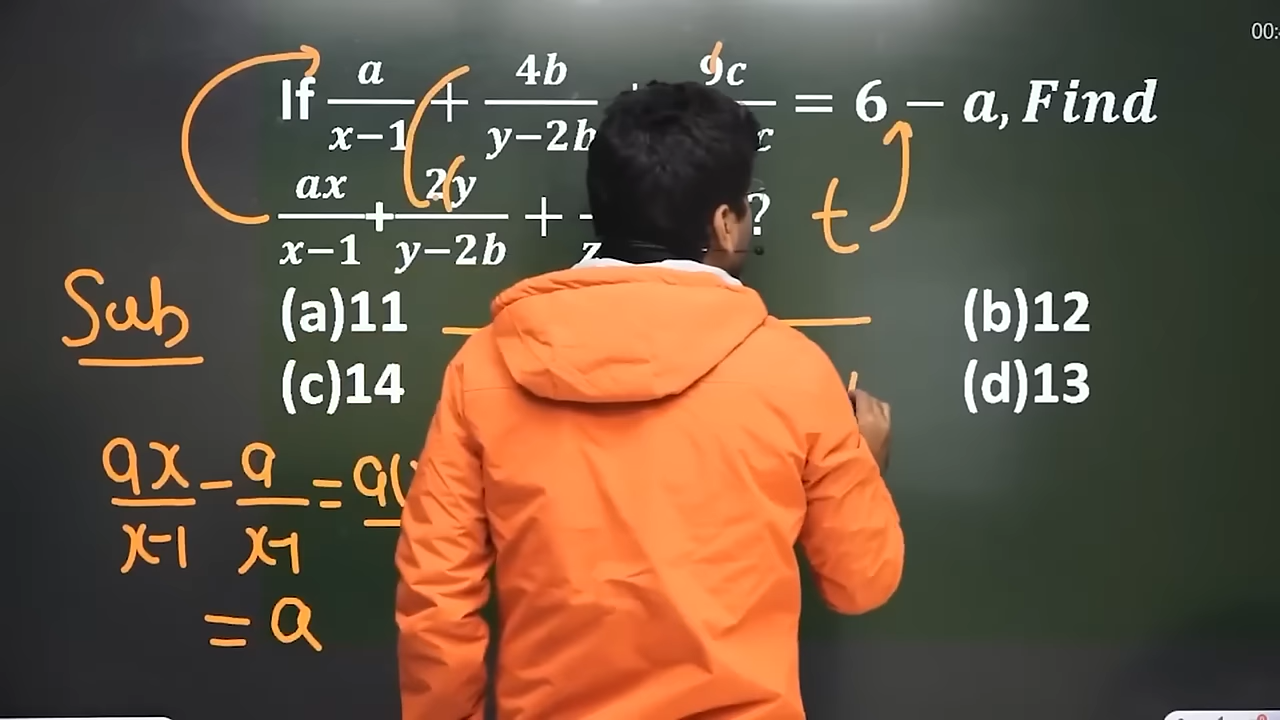 00:
If a/(x−1) + 4b/(y−2b) + 9c/ c = 6 − a, Find
ax/(x−1) + 2y/(y−2b) + /z ? t
Sub
(a)11 (b)12
(c)14 (d)13
ax/(x-1) - a/(x-1) = a(
= a